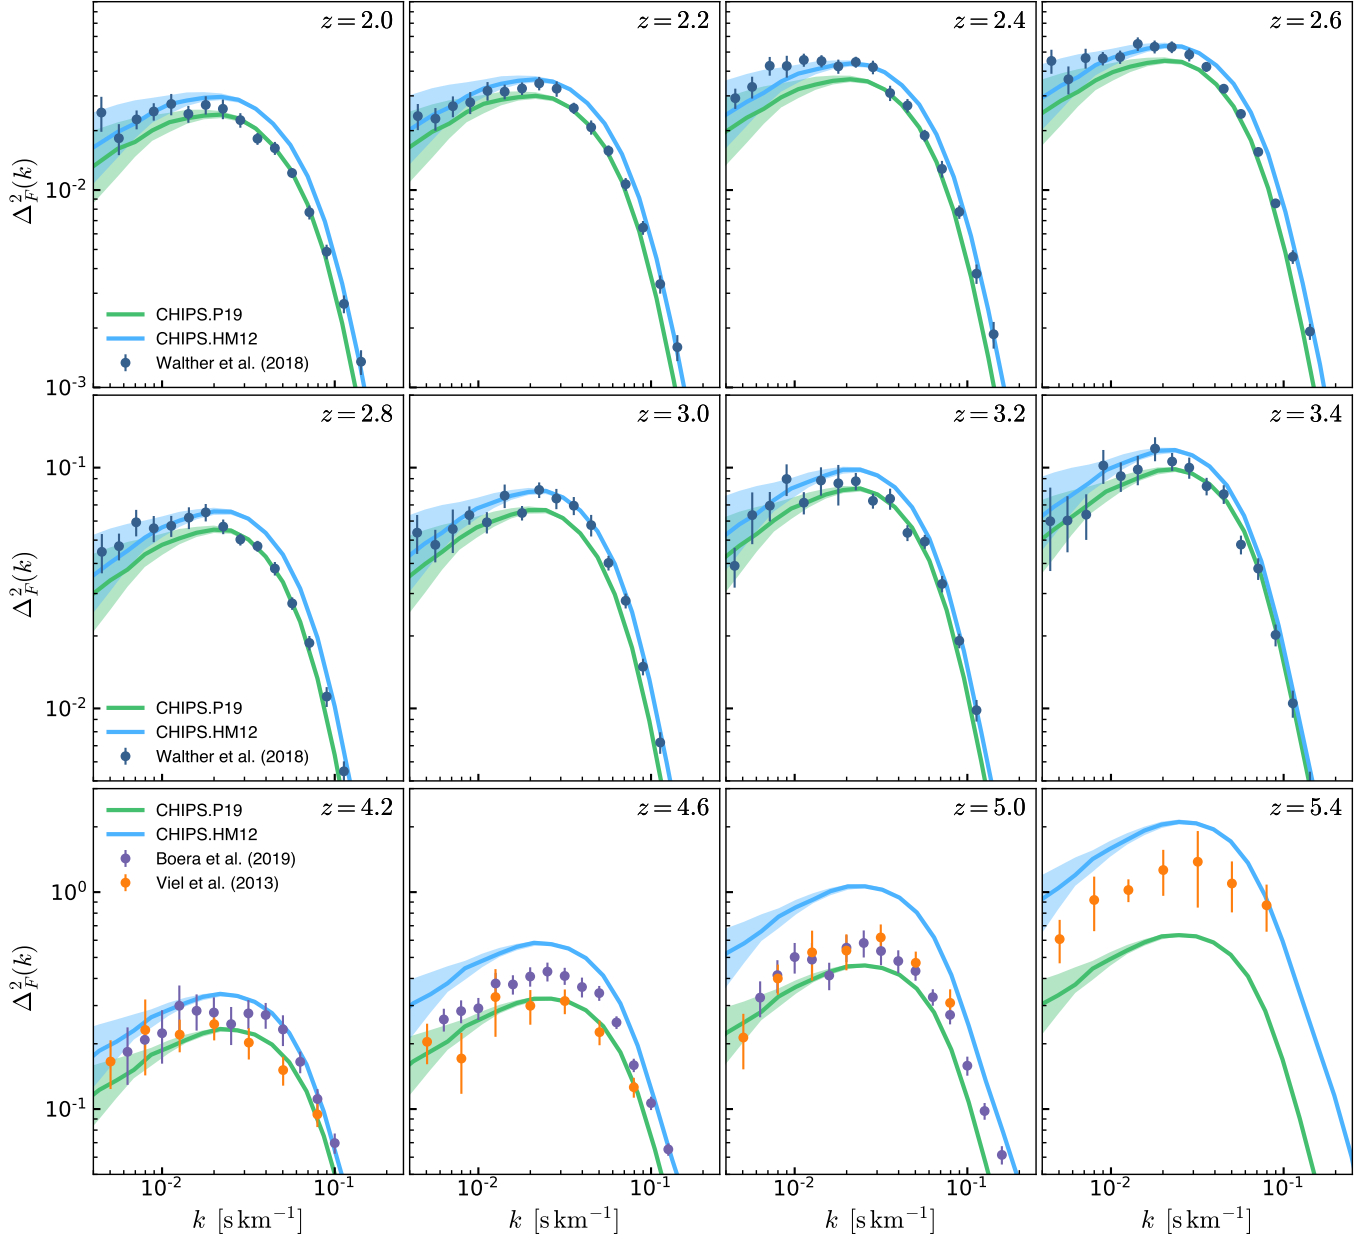 z = 2.0
z = 2.2
z = 2.4
z = 2.6
Δ²_F(k)
10⁻²
10⁻³
CHIPS.P19
CHIPS.HM12
Walther et al. (2018)
z = 2.8
z = 3.0
z = 3.2
z = 3.4
10⁻¹
Δ²_F(k)
10⁻²
CHIPS.P19
CHIPS.HM12
Walther et al. (2018)
z = 4.2
z = 4.6
z = 5.0
z = 5.4
CHIPS.P19
CHIPS.HM12
Boera et al. (2019)
Viel et al. (2013)
10⁰
Δ²_F(k)
10⁻¹
10⁻² 10⁻¹ 10⁻² 10⁻¹ 10⁻² 10⁻¹ 10⁻² 10⁻¹
k [s km⁻¹] k [s km⁻¹] k [s km⁻¹] k [s km⁻¹]